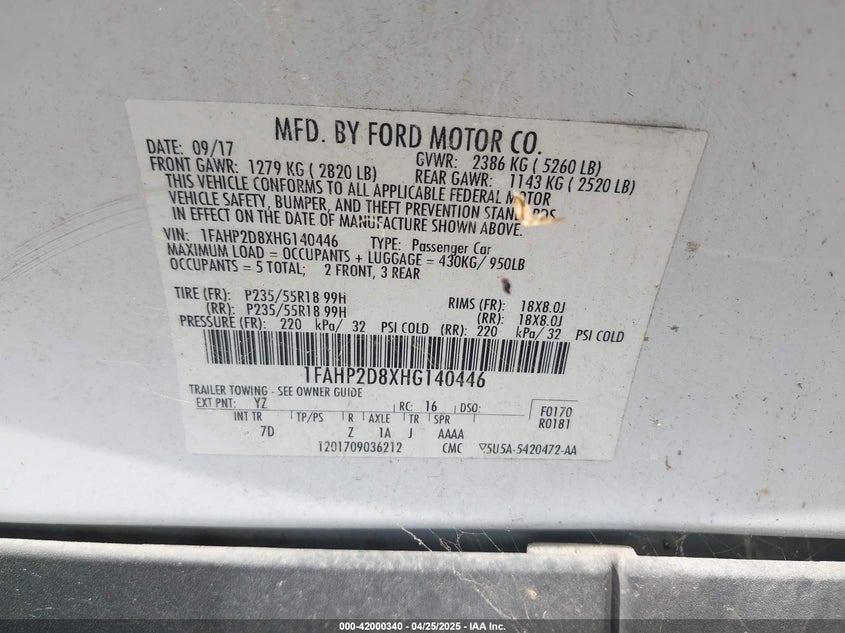 MFD. BY FORD MOTOR CO.
DATE: 09/17 GVWR: 2386 KG ( 5260 LB)
FRONT GAWR: 1279 KG ( 2820 LB) REAR GAWR: 1143 KG ( 2520 LB)
THIS VEHICLE CONFORMS TO ALL APPLICABLE FEDERAL MOTOR
VEHICLE SAFETY, BUMPER, AND THEFT PREVENTION STANDARDS
IN EFFECT ON THE DATE OF MANUFACTURE SHOWN ABOVE.
VIN: 1FAHP2D8XHG140446 TYPE: Passenger Car
MAXIMUM LOAD = OCCUPANTS + LUGGAGE = 430KG/ 950LB
OCCUPANTS = 5 TOTAL; 2 FRONT, 3 REAR
TIRE (FR): P235/55R18 99H RIMS (FR): 18X8.0J
(RR): P235/55R18 99H (RR): 18X8.0J
PRESSURE (FR): 220 kPa/ 32 PSI COLD (RR): 220 kPa/ 32 PSI COLD
1FAHP2D8XHG140446
TRAILER TOWING - SEE OWNER GUIDE
EXT PNT: YZ RC: 16 DSO: F0170
R0181
INT TR TP/PS R AXLE TR SPR
7D Z 1A J AAAA
1201709036212 CMC ▽5U5A-5420472-AA
000-42000340 | 04/25/2025 - IAA Inc.